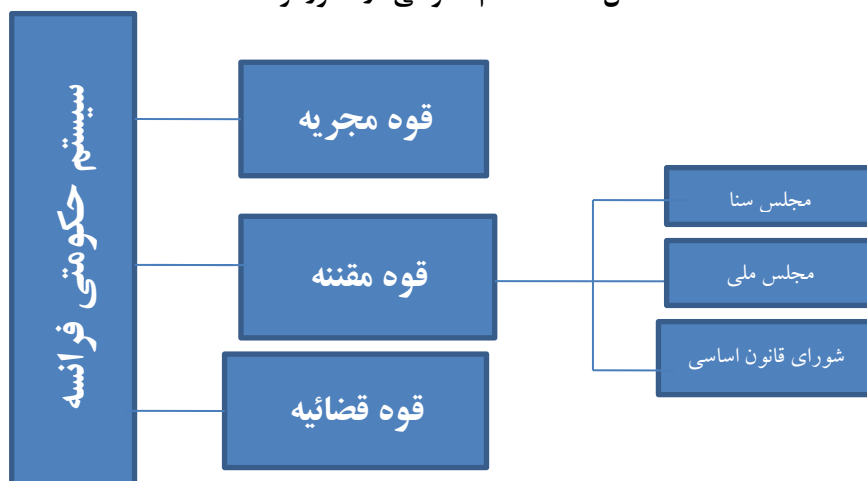 سیستم حکومتی فرانسه
قوه مجریه
قوه مقننه
قوه قضائیه
مجلس سنا
مجلس ملی
شورای قانون اساسی